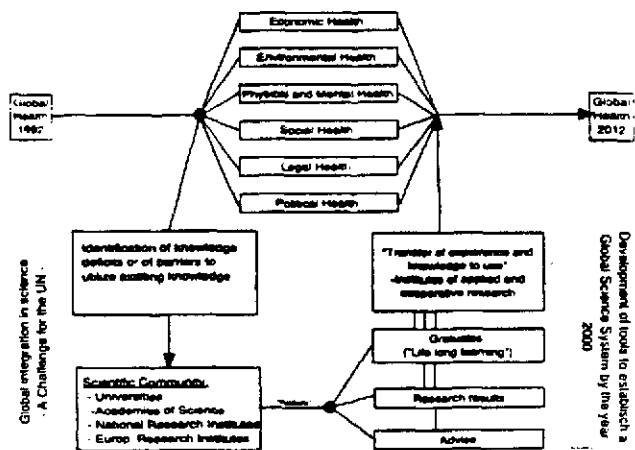 Economic Health
Environmental Health
Physical and Mental Health
Social Health
Legal Health
Political Health
Global
Health
1992
Global
Health
2012
Identification of knowledge
deficits or of barriers to
utilize existing knowledge
"Transfer of experience and
knowledge to use"
-Institutes of applied and
cooperative research
Graduates
("Life long learning")
Research Results
Advise
Scientific Community
- Universities
-Academies of Science
- National Research Institutes
- Europ. Research Institutes
Global integration in science
- A Challenge for the UN -
Development of tools to establisch a
Global Science System by the year
2000